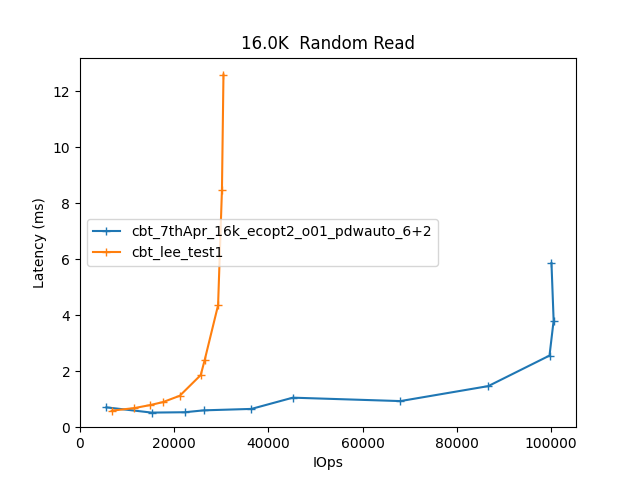 16.0K  Random Read
Latency (ms)
12
10
8
6
4
2
0
cbt_7thApr_16k_ecopt2_o01_pdwauto_6+2
cbt_lee_test1
0 20000 40000 60000 80000 100000
IOps